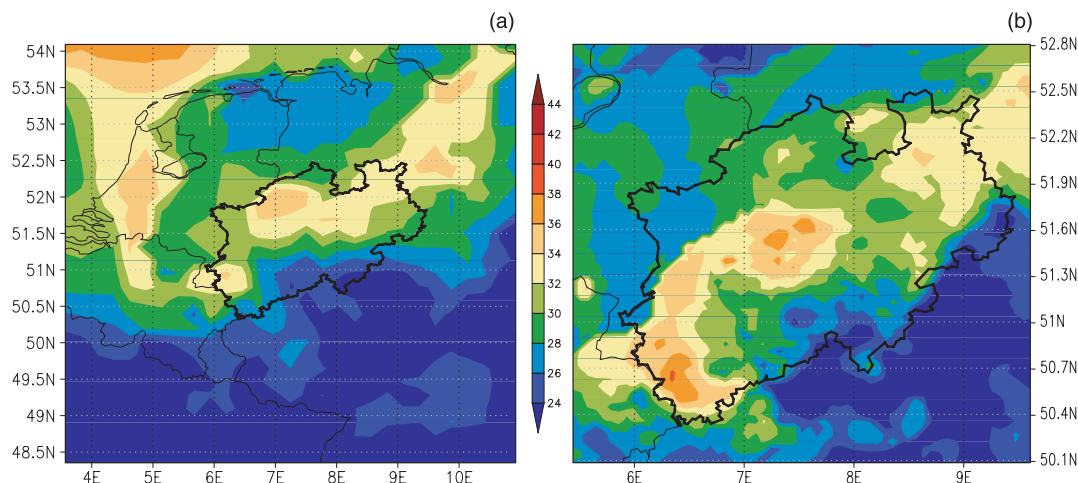 (a)
54N
53.5N
53N
52.5N
52N
51.5N
51N
50.5N
50N
49.5N
49N
48.5N
4E 5E 6E 7E 8E 9E 10E
44
42
40
38
36
34
32
30
28
26
24
(b)
52.8N
52.5N
52.2N
51.9N
51.6N
51.3N
51N
50.7N
50.4N
50.1N
6E 7E 8E 9E